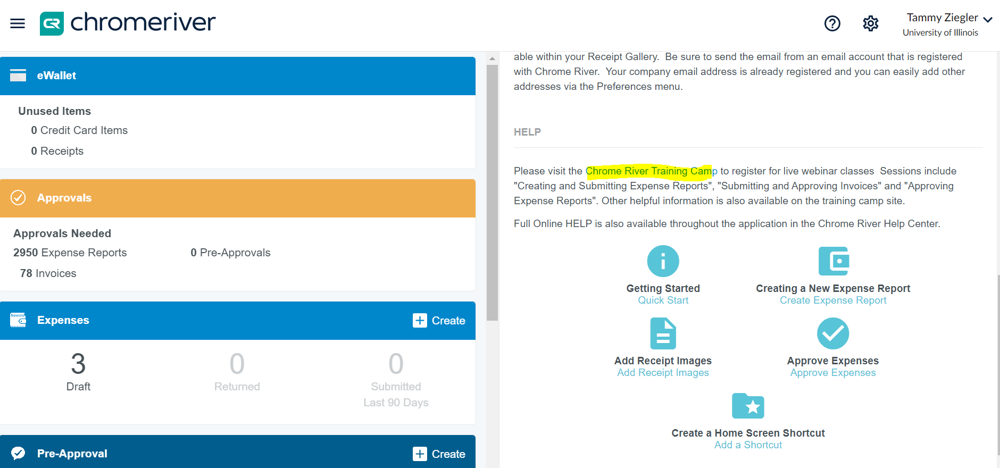 CR chromeriver
Tammy Ziegler
University of Illinois
eWallet
Unused Items
0 Credit Card Items
0 Receipts
Approvals
Approvals Needed
2950 Expense Reports 0 Pre-Approvals
78 Invoices
Expenses + Create
3 0 0
Draft Returned Submitted
Last 90 Days
Pre-Approval + Create
able within your Receipt Gallery.  Be sure to send the email from an email account that is registered
with Chrome River.  Your company email address is already registered and you can easily add other
addresses via the Preferences menu.
HELP
Please visit the Chrome River Training Camp to register for live webinar classes  Sessions include
"Creating and Submitting Expense Reports", "Submitting and Approving Invoices" and "Approving
Expense Reports". Other helpful information is also available on the training camp site.
Full Online HELP is also available throughout the application in the Chrome River Help Center.
Getting Started
Quick Start
Creating a New Expense Report
Create Expense Report
Add Receipt Images
Add Receipt Images
Approve Expenses
Approve Expenses
Create a Home Screen Shortcut
Add a Shortcut